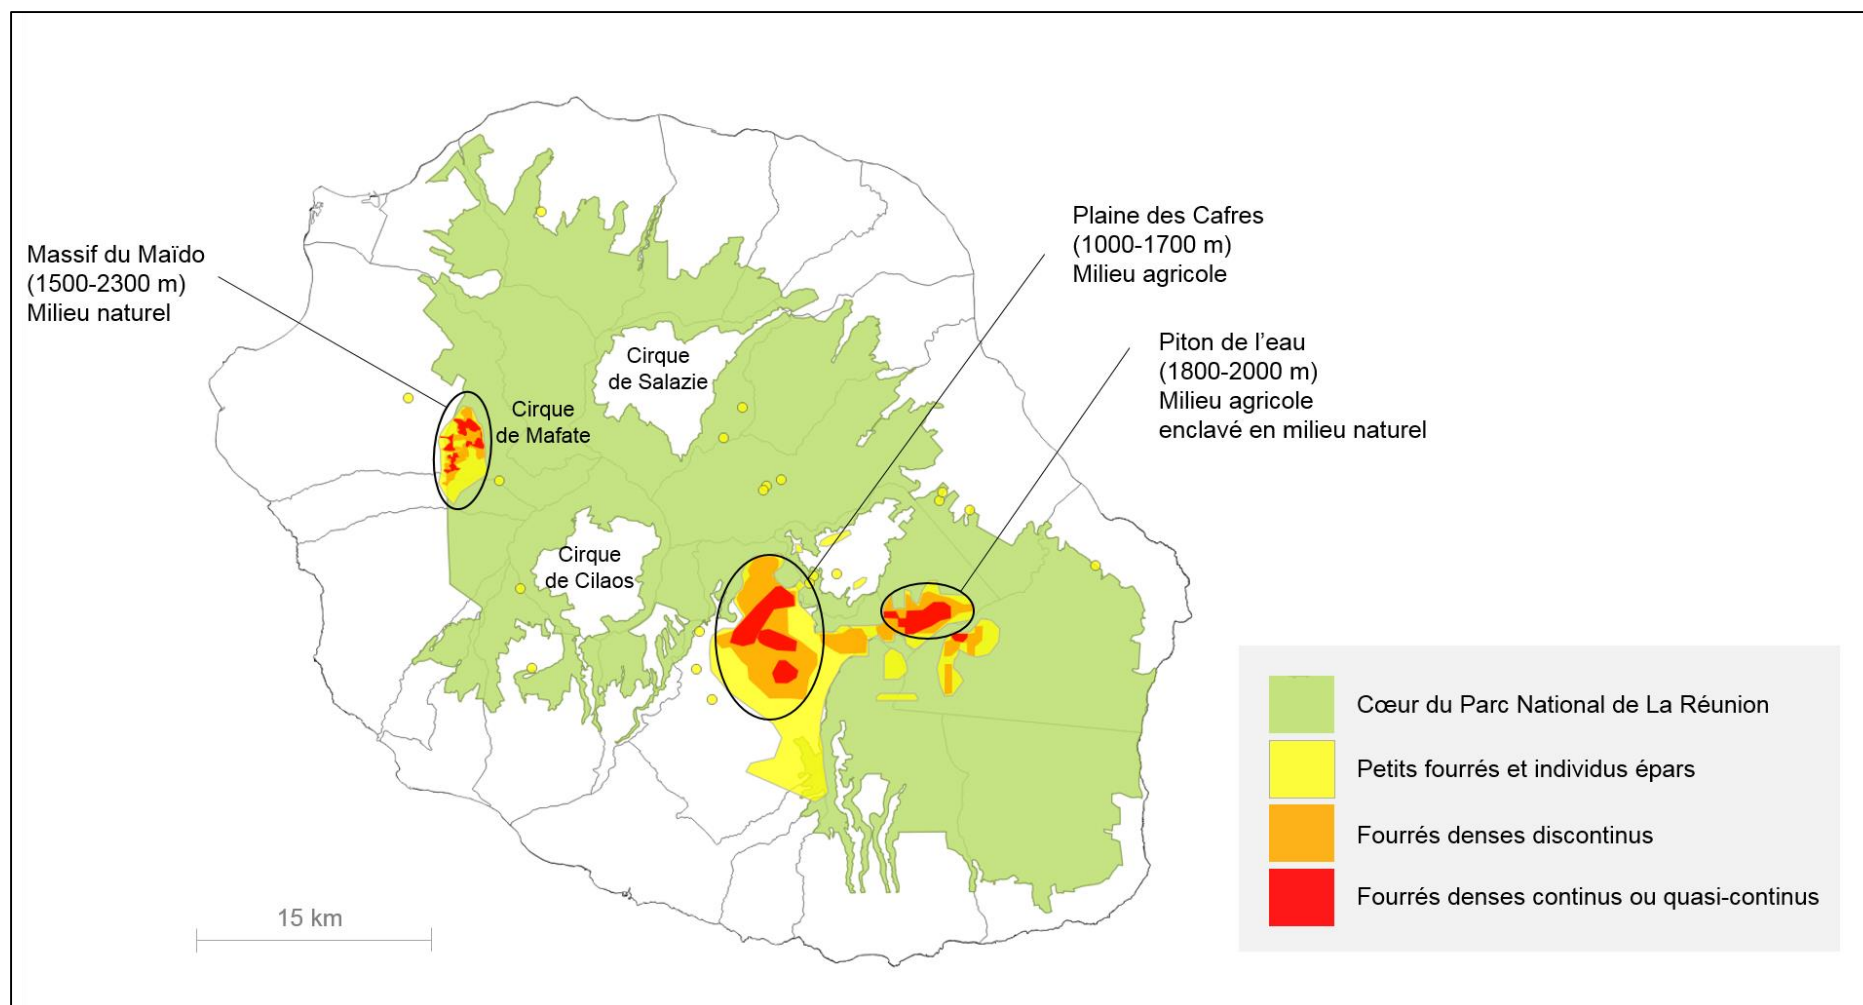 Massif du Maïdo
(1500-2300 m)
Milieu naturel
Plaine des Cafres
(1000-1700 m)
Milieu agricole
Piton de l’eau
(1800-2000 m)
Milieu agricole
enclavé en milieu naturel
Cirque
de Salazie
Cirque
de Mafate
Cirque
de Cilaos
15 km
Cœur du Parc National de La Réunion
Petits fourrés et individus épars
Fourrés denses discontinus
Fourrés denses continus ou quasi-continus